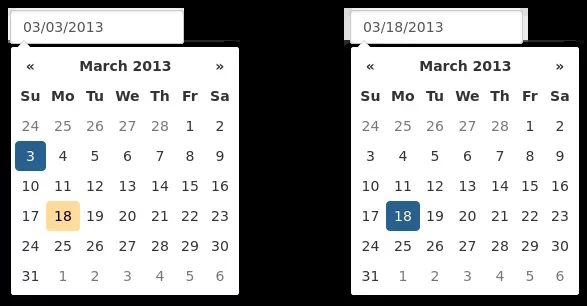 03/03/2013
« March 2013 »
Su Mo Tu We Th Fr Sa
24 25 26 27 28 1 2
3 4 5 6 7 8 9
10 11 12 13 14 15 16
17 18 19 20 21 22 23
24 25 26 27 28 29 30
31 1 2 3 4 5 6
03/18/2013
« March 2013 »
Su Mo Tu We Th Fr Sa
24 25 26 27 28 1 2
3 4 5 6 7 8 9
10 11 12 13 14 15 16
17 18 19 20 21 22 23
24 25 26 27 28 29 30
31 1 2 3 4 5 6